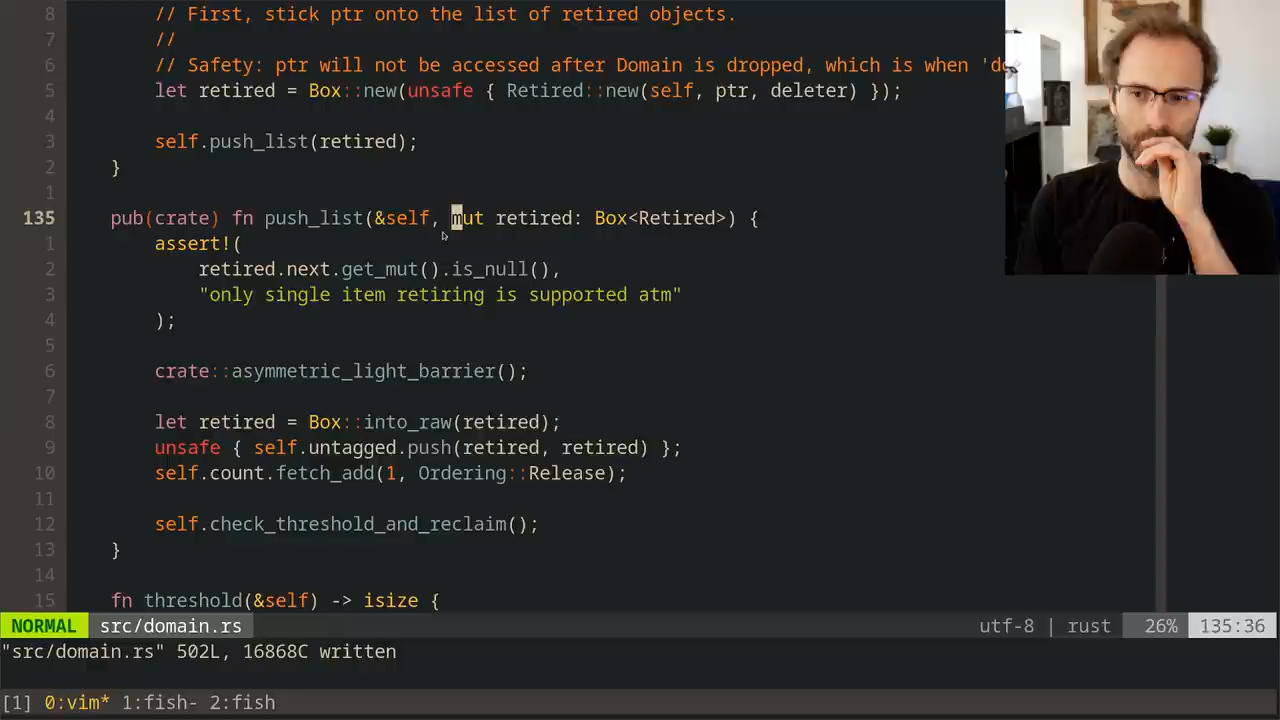 8 // First, stick ptr onto the list of retired objects.
7 //
6 // Safety: ptr will not be accessed after Domain is dropped, which is when 'do
5 let retired = Box::new(unsafe { Retired::new(self, ptr, deleter) });
4
3 self.push_list(retired);
2 }
1
135 pub(crate) fn push_list(&self, mut retired: Box<Retired>) {
1 assert!(
2 retired.next.get_mut().is_null(),
3 "only single item retiring is supported atm"
4 );
5
6 crate::asymmetric_light_barrier();
7
8 let retired = Box::into_raw(retired);
9 unsafe { self.untagged.push(retired, retired) };
10 self.count.fetch_add(1, Ordering::Release);
11
12 self.check_threshold_and_reclaim();
13 }
14
15 fn threshold(&self) -> isize {
NORMAL src/domain.rs utf-8 | rust 26% 135:36
"src/domain.rs" 502L, 16868C written
[1] 0:vim* 1:fish- 2:fish